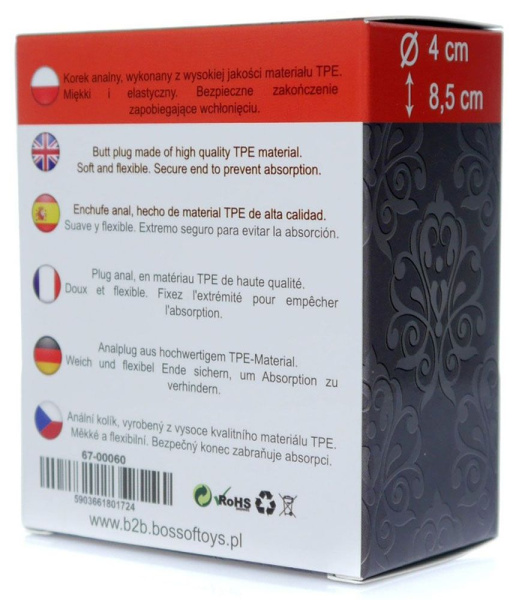 Korek analny, wykonany z wysokiej jakości materiału TPE.
Miękki i elastyczny. Bezpieczne zakończenie
zapobiegające wchłonięciu.
Ø 4 cm
8,5 cm
Butt plug made of high quality TPE material.
Soft and flexible. Secure end to prevent absorption.
Enchufe anal, hecho de material TPE de alta calidad.
Suave y flexible. Extremo seguro para evitar la absorción.
Plug anal, en matériau TPE de haute qualité.
Doux et flexible. Fixez l'extrémité pour empêcher
l'absorption.
Analplug aus hochwertigem TPE-Material.
Weich und flexibel Ende sichern, um Absorption zu
verhindern.
Anální kolík, vyrobený z vysoce kvalitního materiálu TPE.
Měkké a flexibilní. Bezpečný konec zabraňuje absorpci.
67-00060
5903661801724
RoHS
www.b2b.bossoftoys.pl